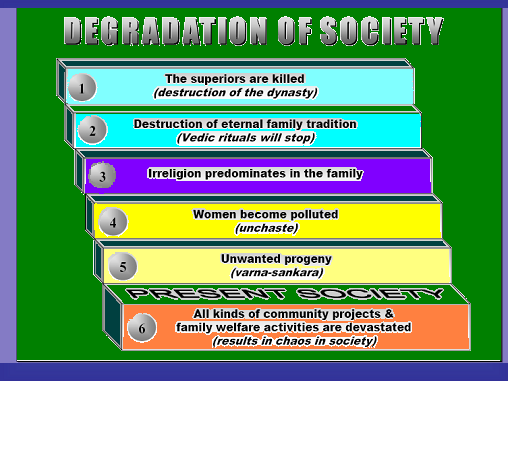 DEGRADATION OF SOCIETY
1
The superiors are killed
(destruction of the dynasty)
2
Destruction of eternal family tradition
(Vedic rituals will stop)
3
Irreligion predominates in the family
4
Women become polluted
(unchaste)
5
Unwanted progeny
(varna-sankara)
PRESENT SOCIETY
6
All kinds of community projects &
family welfare activities are devastated
(results in chaos in society)